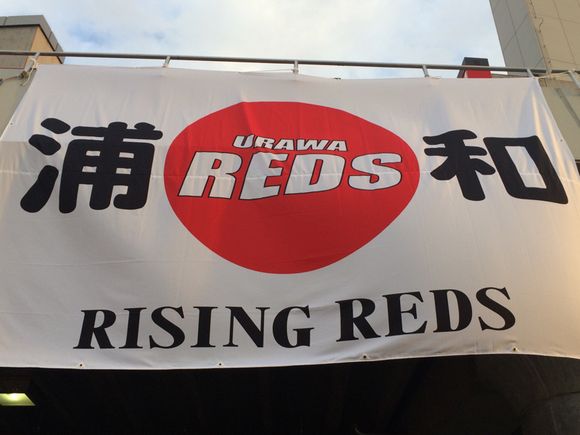 浦 URAWA 和
REDS
RISING REDS